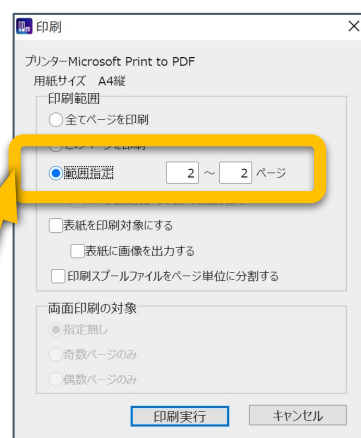 印刷
プリンターMicrosoft Print to PDF
用紙サイズ A4縦
印刷範囲
全てページを印刷
範囲指定 2 ～ 2 ページ
表紙を印刷対象にする
表紙に画像を出力する
印刷スプールファイルをページ単位に分割する
両面印刷の対象
指定無し
奇数ページのみ
偶数ページのみ
印刷実行 キャンセル